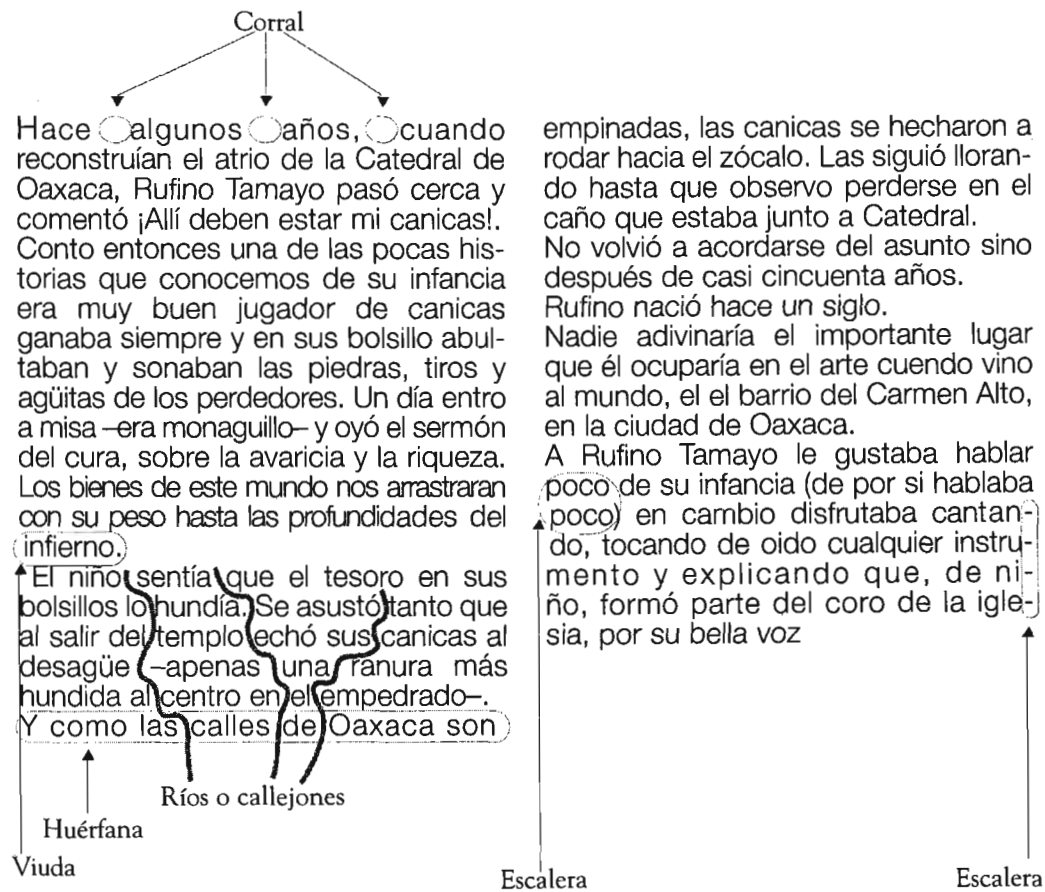 Corral
Hace algunos años, cuando
reconstruían el atrio de la Catedral de
Oaxaca, Rufino Tamayo pasó cerca y
comentó ¡Allí deben estar mi canicas!.
Conto entonces una de las pocas his-
torias que conocemos de su infancia
era muy buen jugador de canicas
ganaba siempre y en sus bolsillo abul-
taban y sonaban las piedras, tiros y
agüitas de los perdedores. Un día entro
a misa –era monaguillo– y oyó el sermón
del cura, sobre la avaricia y la riqueza.
Los bienes de este mundo nos arrastraran
con su peso hasta las profundidades del
infierno.
El niño sentía que el tesoro en sus
bolsillos lo hundía. Se asustó tanto que
al salir del templo echó sus canicas al
desagüe –apenas una ranura más
hundida al centro en el empedrado–.
Y como las calles de Oaxaca son
Ríos o callejones
Huérfana
Viuda
empinadas, las canicas se hecharon a
rodar hacia el zócalo. Las siguió lloran-
do hasta que observo perderse en el
caño que estaba junto a Catedral.
No volvió a acordarse del asunto sino
después de casi cincuenta años.
Rufino nació hace un siglo.
Nadie adivinaría el importante lugar
que él ocuparía en el arte cuendo vino
al mundo, el el barrio del Carmen Alto,
en la ciudad de Oaxaca.
A Rufino Tamayo le gustaba hablar
poco de su infancia (de por si hablaba
poco) en cambio disfrutaba cantan-
do, tocando de oido cualquier instru-
mento y explicando que, de ni-
ño, formó parte del coro de la igle-
sia, por su bella voz
Escalera
Escalera